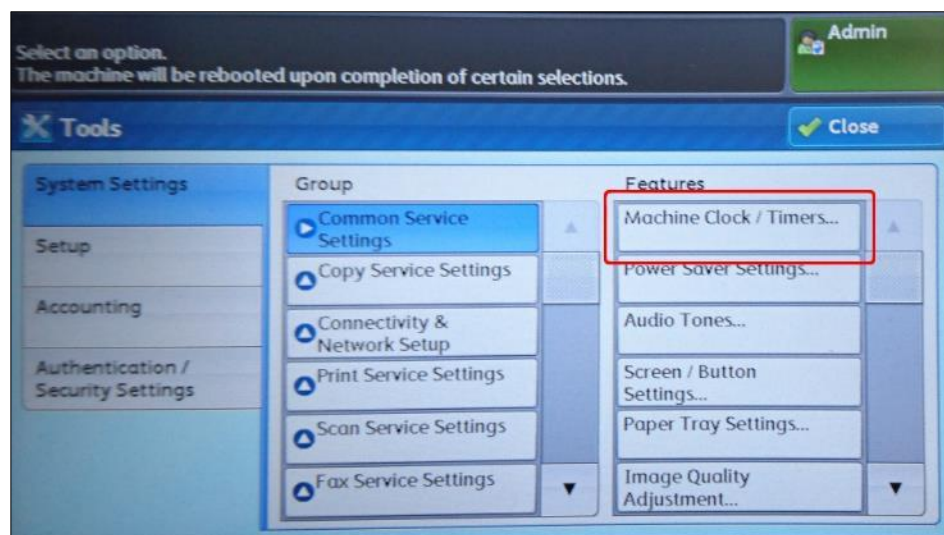 Select an option.
The machine will be rebooted upon completion of certain selections.
Admin
Tools
Close
System Settings
Setup
Accounting
Authentication /
Security Settings
Group
Common Service
Settings
Copy Service Settings
Connectivity &
Network Setup
Print Service Settings
Scan Service Settings
Fax Service Settings
Features
Machine Clock / Timers...
Power Saver Settings...
Audio Tones...
Screen / Button
Settings...
Paper Tray Settings...
Image Quality
Adjustment...